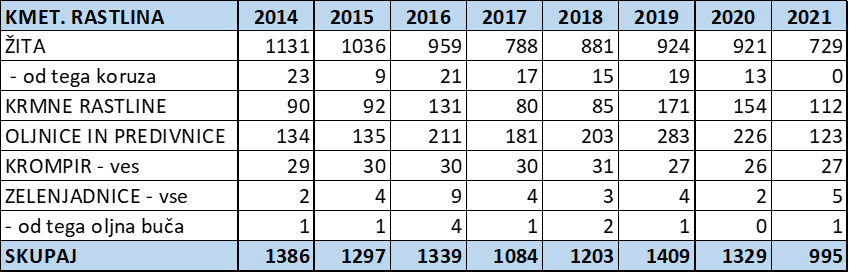 KMET. RASTLINA 2014 2015 2016 2017 2018 2019 2020 2021
ŽITA 1131 1036 959 788 881 924 921 729
- od tega koruza 23 9 21 17 15 19 13 0
KRMNE RASTLINE 90 92 131 80 85 171 154 112
OLJNICE IN PREDIVNICE 134 135 211 181 203 283 226 123
KROMPIR - ves 29 30 30 30 31 27 26 27
ZELENJADNICE - vse 2 4 9 4 3 4 2 5
- od tega oljna buča 1 1 4 1 2 1 0 1
SKUPAJ 1386 1297 1339 1084 1203 1409 1329 995